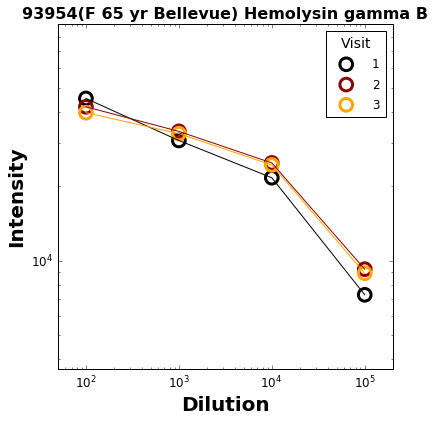 93954(F 65 yr Bellevue) Hemolysin gamma B
Visit
1
2
3
Intensity
10⁴
10² 10³ 10⁴ 10⁵
Dilution